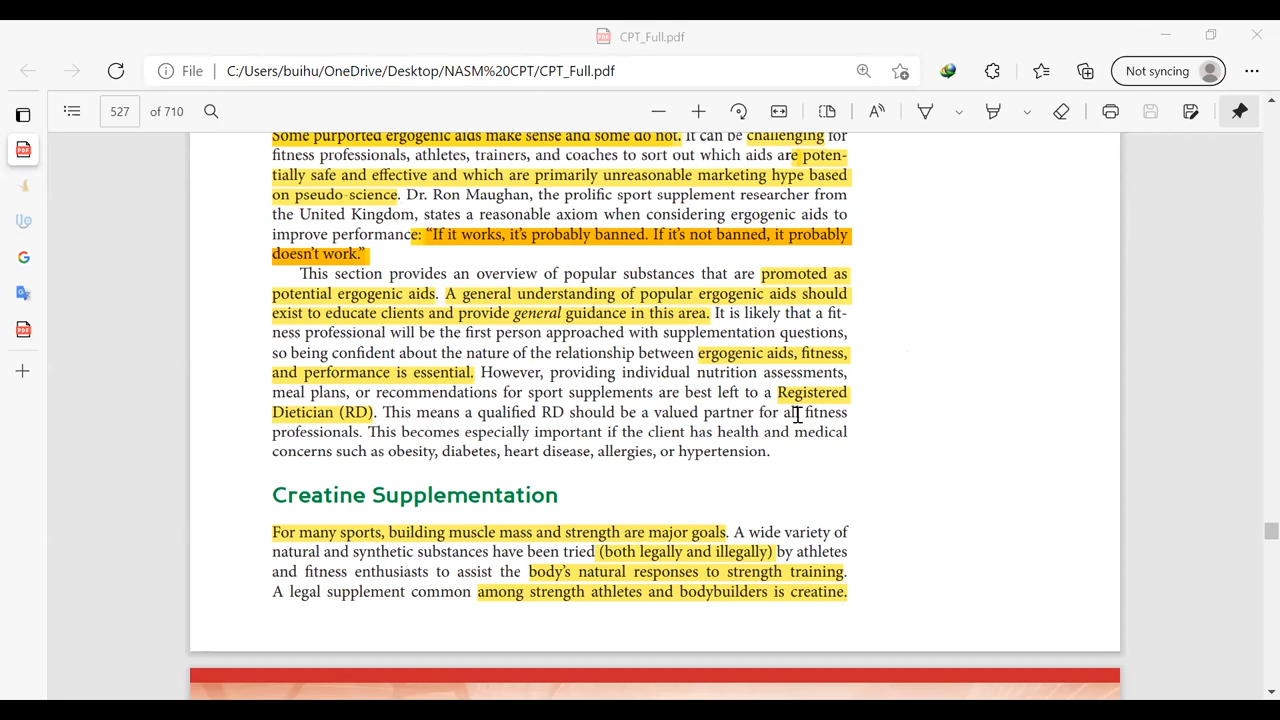 CPT_Full.pdf
File C:/Users/buihu/OneDrive/Desktop/NASM%20CPT/CPT_Full.pdf
Not syncing
527 of 710
Some purported ergogenic aids make sense and some do not. It can be challenging for
fitness professionals, athletes, trainers, and coaches to sort out which aids are poten-
tially safe and effective and which are primarily unreasonable marketing hype based
on pseudo-science. Dr. Ron Maughan, the prolific sport supplement researcher from
the United Kingdom, states a reasonable axiom when considering ergogenic aids to
improve performance: “If it works, it’s probably banned. If it’s not banned, it probably
doesn’t work.”
This section provides an overview of popular substances that are promoted as
potential ergogenic aids. A general understanding of popular ergogenic aids should
exist to educate clients and provide general guidance in this area. It is likely that a fit-
ness professional will be the first person approached with supplementation questions,
so being confident about the nature of the relationship between ergogenic aids, fitness,
and performance is essential. However, providing individual nutrition assessments,
meal plans, or recommendations for sport supplements are best left to a Registered
Dietician (RD). This means a qualified RD should be a valued partner for all fitness
professionals. This becomes especially important if the client has health and medical
concerns such as obesity, diabetes, heart disease, allergies, or hypertension.
Creatine Supplementation
For many sports, building muscle mass and strength are major goals. A wide variety of
natural and synthetic substances have been tried (both legally and illegally) by athletes
and fitness enthusiasts to assist the body’s natural responses to strength training.
A legal supplement common among strength athletes and bodybuilders is creatine.